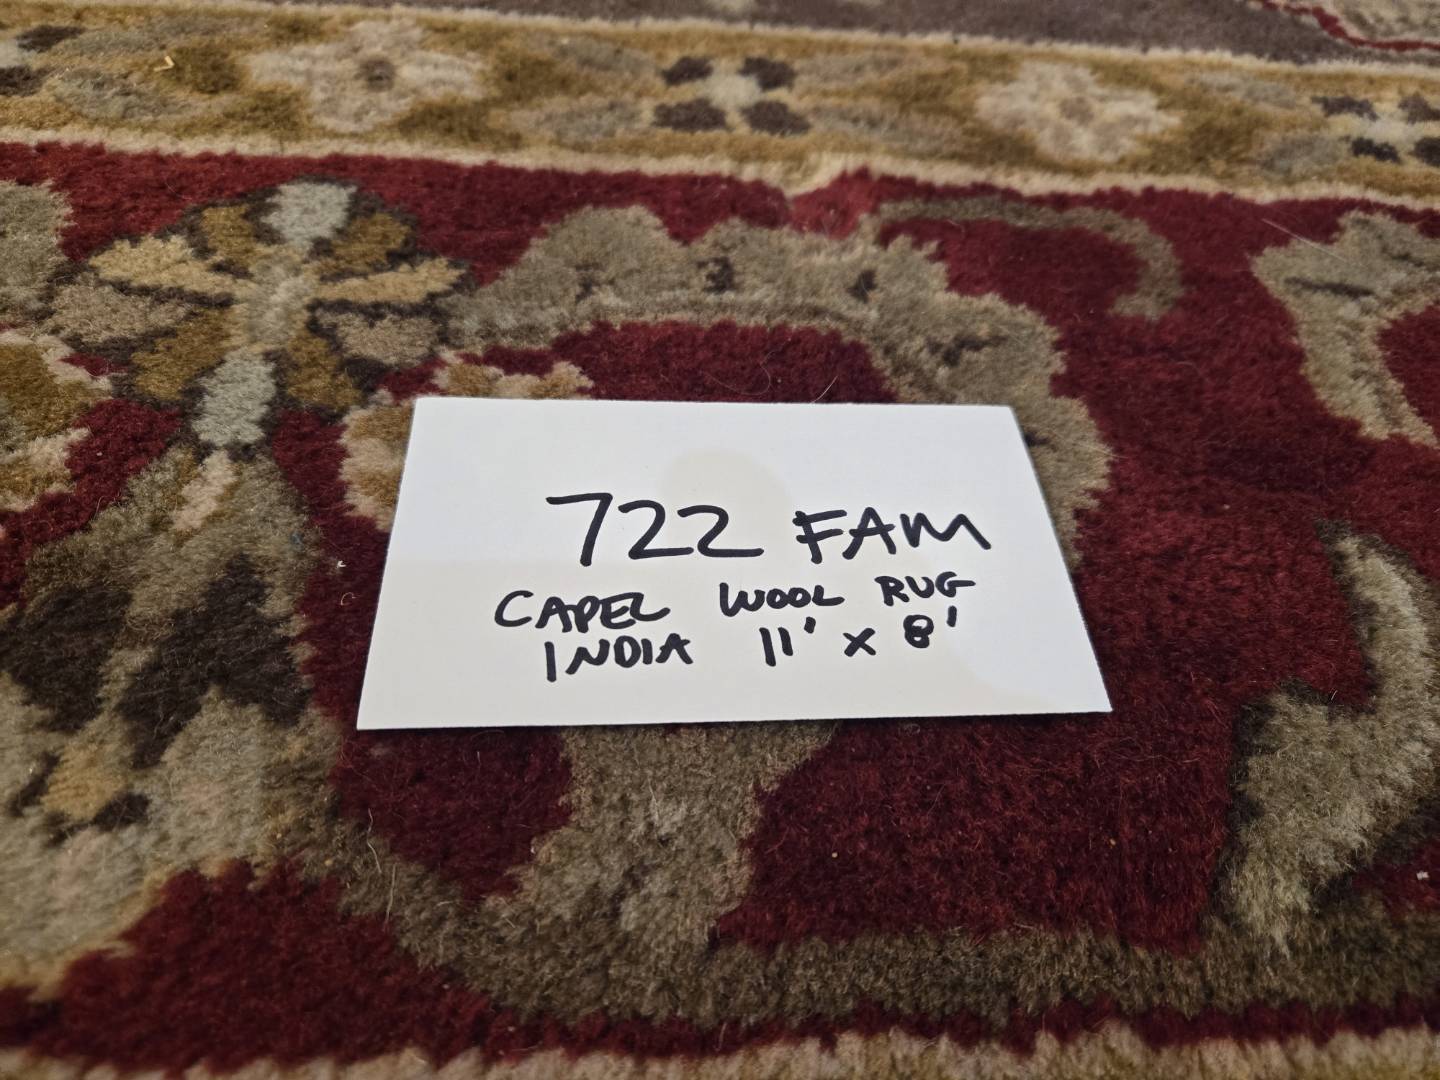 722 FAM
CAPEL WOOL RUG
INDIA 11' x 8'